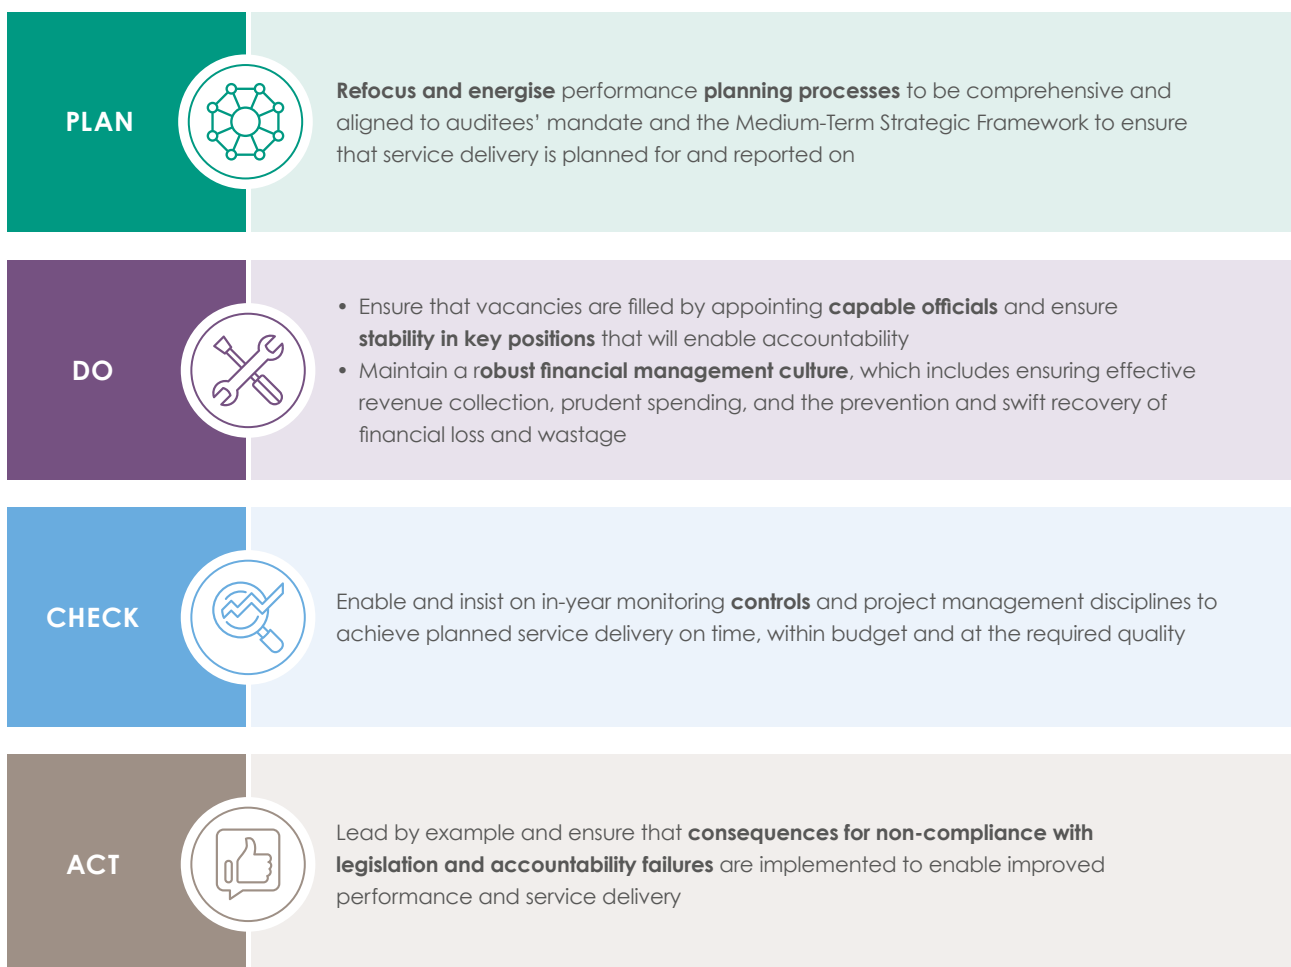 PLAN
Refocus and energise performance planning processes to be comprehensive and
aligned to auditees’ mandate and the Medium-Term Strategic Framework to ensure
that service delivery is planned for and reported on
DO
• Ensure that vacancies are filled by appointing capable officials and ensure
stability in key positions that will enable accountability
• Maintain a robust financial management culture, which includes ensuring effective
revenue collection, prudent spending, and the prevention and swift recovery of
financial loss and wastage
CHECK
Enable and insist on in-year monitoring controls and project management disciplines to
achieve planned service delivery on time, within budget and at the required quality
ACT
Lead by example and ensure that consequences for non-compliance with
legislation and accountability failures are implemented to enable improved
performance and service delivery